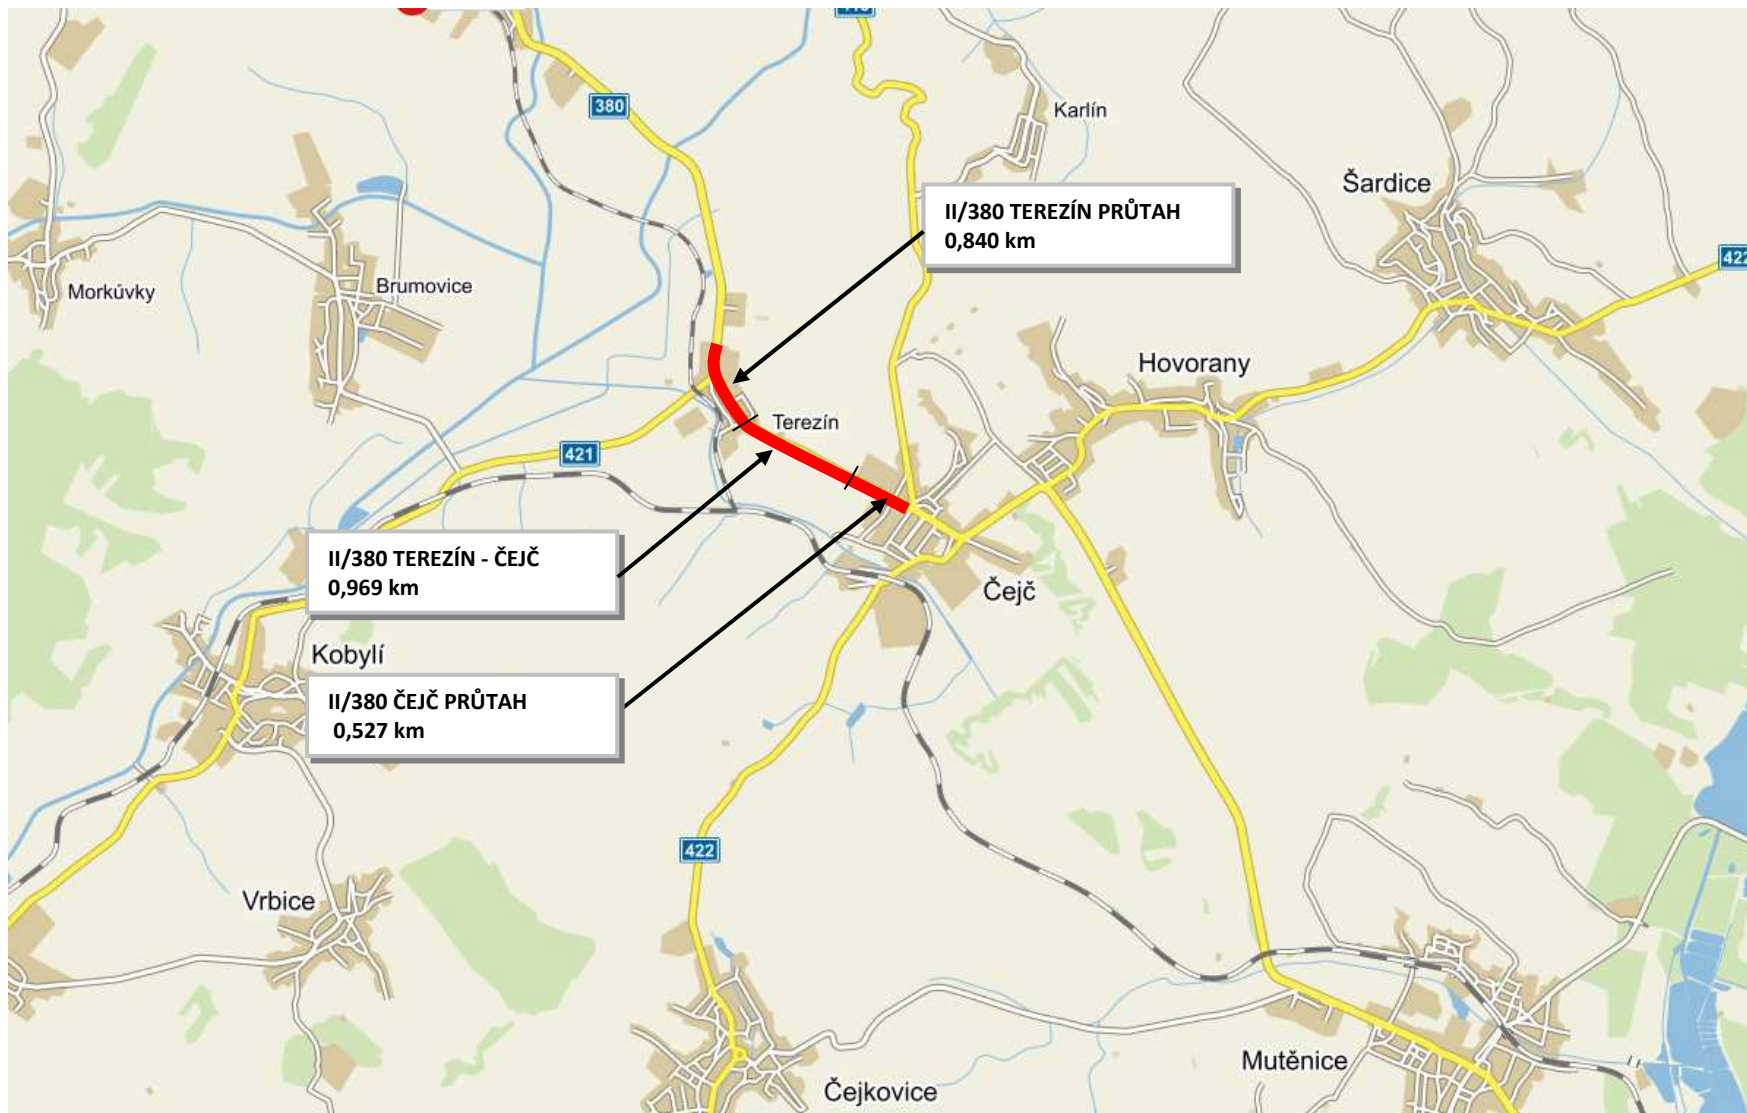 380
Karlín
Šardice
II/380 TEREZÍN PRŮTAH
0,840 km
422
Morkůvky
Brumovice
Hovorany
Terezín
421
II/380 TEREZÍN - ČEJČ
0,969 km
Čejč
Kobylí
II/380 ČEJČ PRŮTAH
0,527 km
422
Vrbice
Mutěnice
Čejkovice